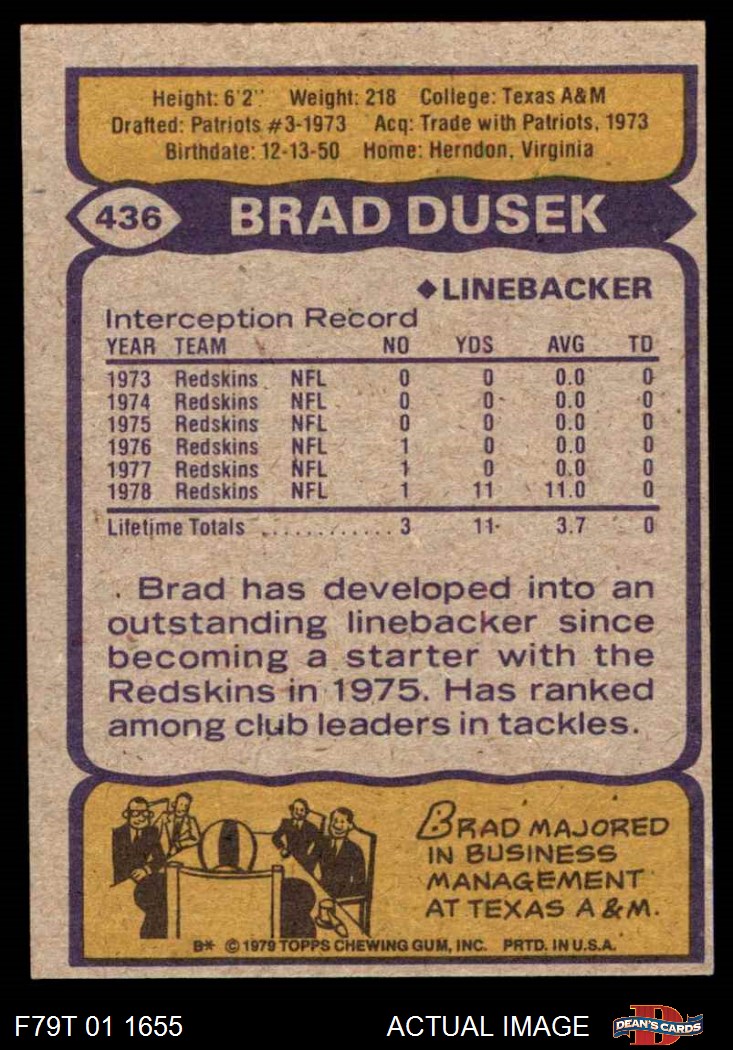 Height: 6'2" Weight: 218 College: Texas A&M
Drafted: Patriots #3-1973 Acq: Trade with Patriots, 1973
Birthdate: 12-13-50 Home: Herndon, Virginia
436 BRAD DUSEK
◆LINEBACKER
Interception Record
YEAR TEAM NO YDS AVG TD
1973 Redskins NFL 0 0 0.0 0
1974 Redskins NFL 0 0 0.0 0
1975 Redskins NFL 0 0 0.0 0
1976 Redskins NFL 1 0 0.0 0
1977 Redskins NFL 1 0 0.0 0
1978 Redskins NFL 1 11 11.0 0
Lifetime Totals ............ 3 11 3.7 0
Brad has developed into an
outstanding linebacker since
becoming a starter with the
Redskins in 1975. Has ranked
among club leaders in tackles.
BRAD MAJORED
IN BUSINESS
MANAGEMENT
AT TEXAS A & M.
B* © 1979 TOPPS CHEWING GUM, INC. PRTD. IN U.S.A.
F79T 01 1655 ACTUAL IMAGE D DEAN'S CARDS